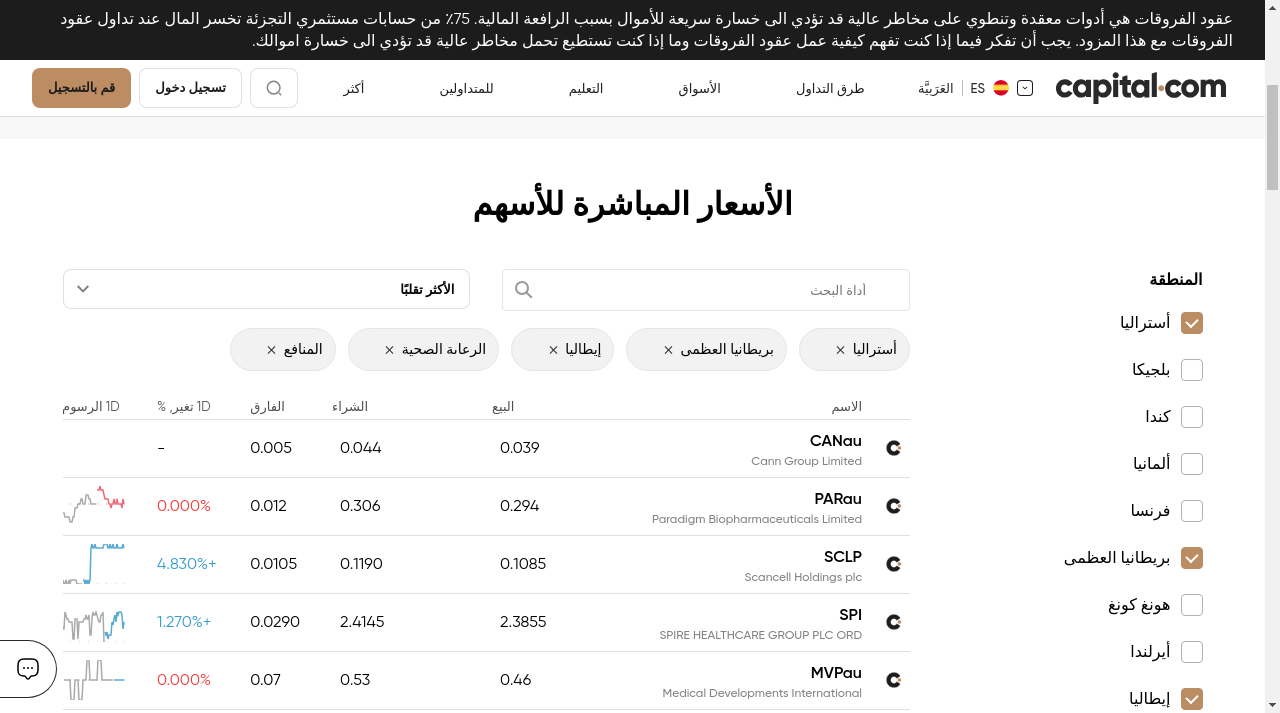 عقود الفروقات هي أدوات معقدة وتنطوي على مخاطر عالية قد تؤدي الى خسارة سريعة للأموال بسبب الرافعة المالية. 75٪ من حسابات مستثمري التجزئة تخسر المال عند تداول عقود
الفروقات مع هذا المزود. يجب أن تفكر فيما إذا كنت تفهم كيفية عمل عقود الفروقات وما إذا كنت تستطيع تحمل مخاطر عالية قد تؤدي الى خسارة اموالك.
capital.com
ES العَرَبيَّة
طرق التداول
الأسواق
التعليم
للمتداولين
أكثر
تسجيل دخول
قم بالتسجيل
الأسعار المباشرة للأسهم
المنطقة
أستراليا
بلجيكا
كندا
ألمانيا
فرنسا
بريطانيا العظمى
هونغ كونغ
أيرلندا
إيطاليا
أداة البحث
الأكثر تقلبًا
أستراليا × بريطانيا العظمى × إيطاليا × الرعاية الصحية × المنافع ×
الاسم البيع الشراء الفارق 1D تغير, % 1D الرسوم
CANau 0.039 0.044 0.005 -
Cann Group Limited
PARau 0.294 0.306 0.012 0.000%
Paradigm Biopharmaceuticals Limited
SCLP 0.1085 0.1190 0.0105 4.830%+
Scancell Holdings plc
SPI 2.3855 2.4145 0.0290 1.270%+
SPIRE HEALTHCARE GROUP PLC ORD
MVPau 0.46 0.53 0.07 0.000%
Medical Developments International